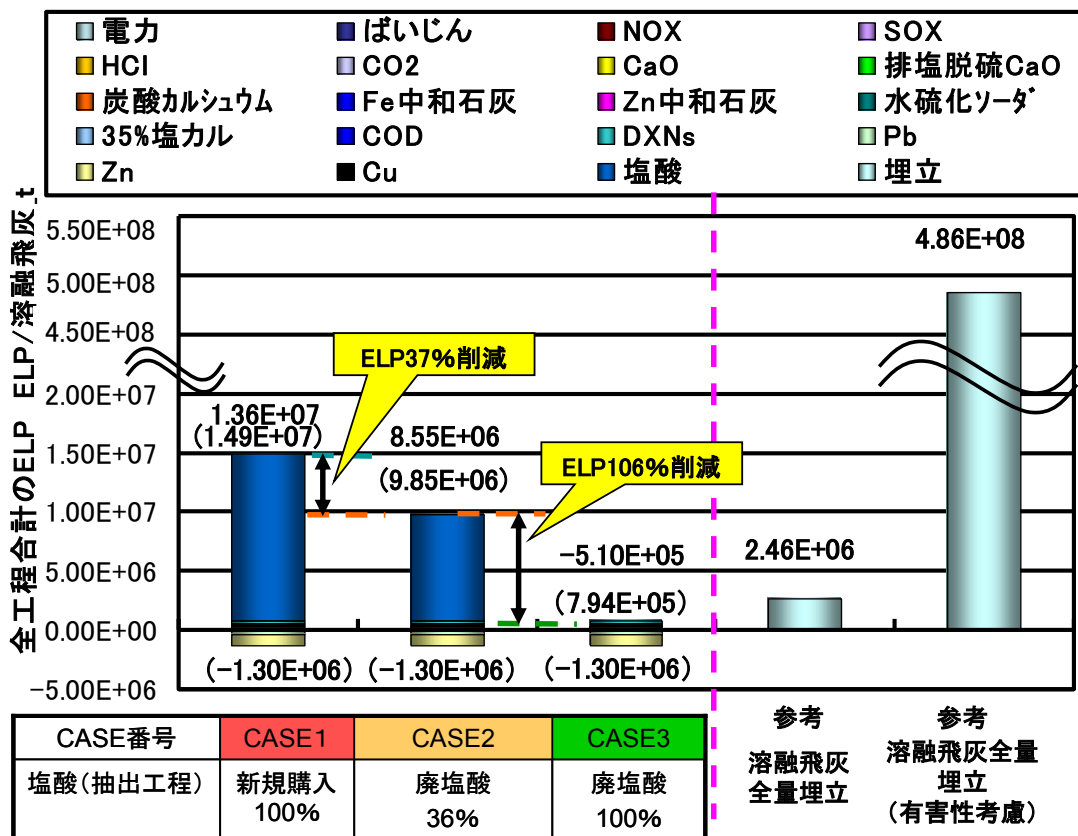 電力 ばいじん NOX SOX
HCl CO2 CaO 排塩脱硫CaO
炭酸カルシュウム Fe中和石灰 Zn中和石灰 水硫化ソーダ
35%塩カル COD DXNs Pb
Zn Cu 塩酸 埋立
全工程合計のELP ELP/溶融飛灰_t
5.50E+08
5.00E+08
4.50E+08
2.00E+07
1.50E+07
1.00E+07
5.00E+06
0.00E+00
−5.00E+06
4.86E+08
ELP37%削減
1.36E+07
(1.49E+07)
8.55E+06
(9.85E+06)
ELP106%削減
−5.10E+05
(7.94E+05)
2.46E+06
(−1.30E+06)
(−1.30E+06)
(−1.30E+06)
CASE番号 CASE1 CASE2 CASE3
塩酸(抽出工程) 新規購入 廃塩酸 廃塩酸
100% 36% 100%
参考
溶融飛灰
全量埋立
参考
溶融飛灰全量
埋立
(有害性考慮)